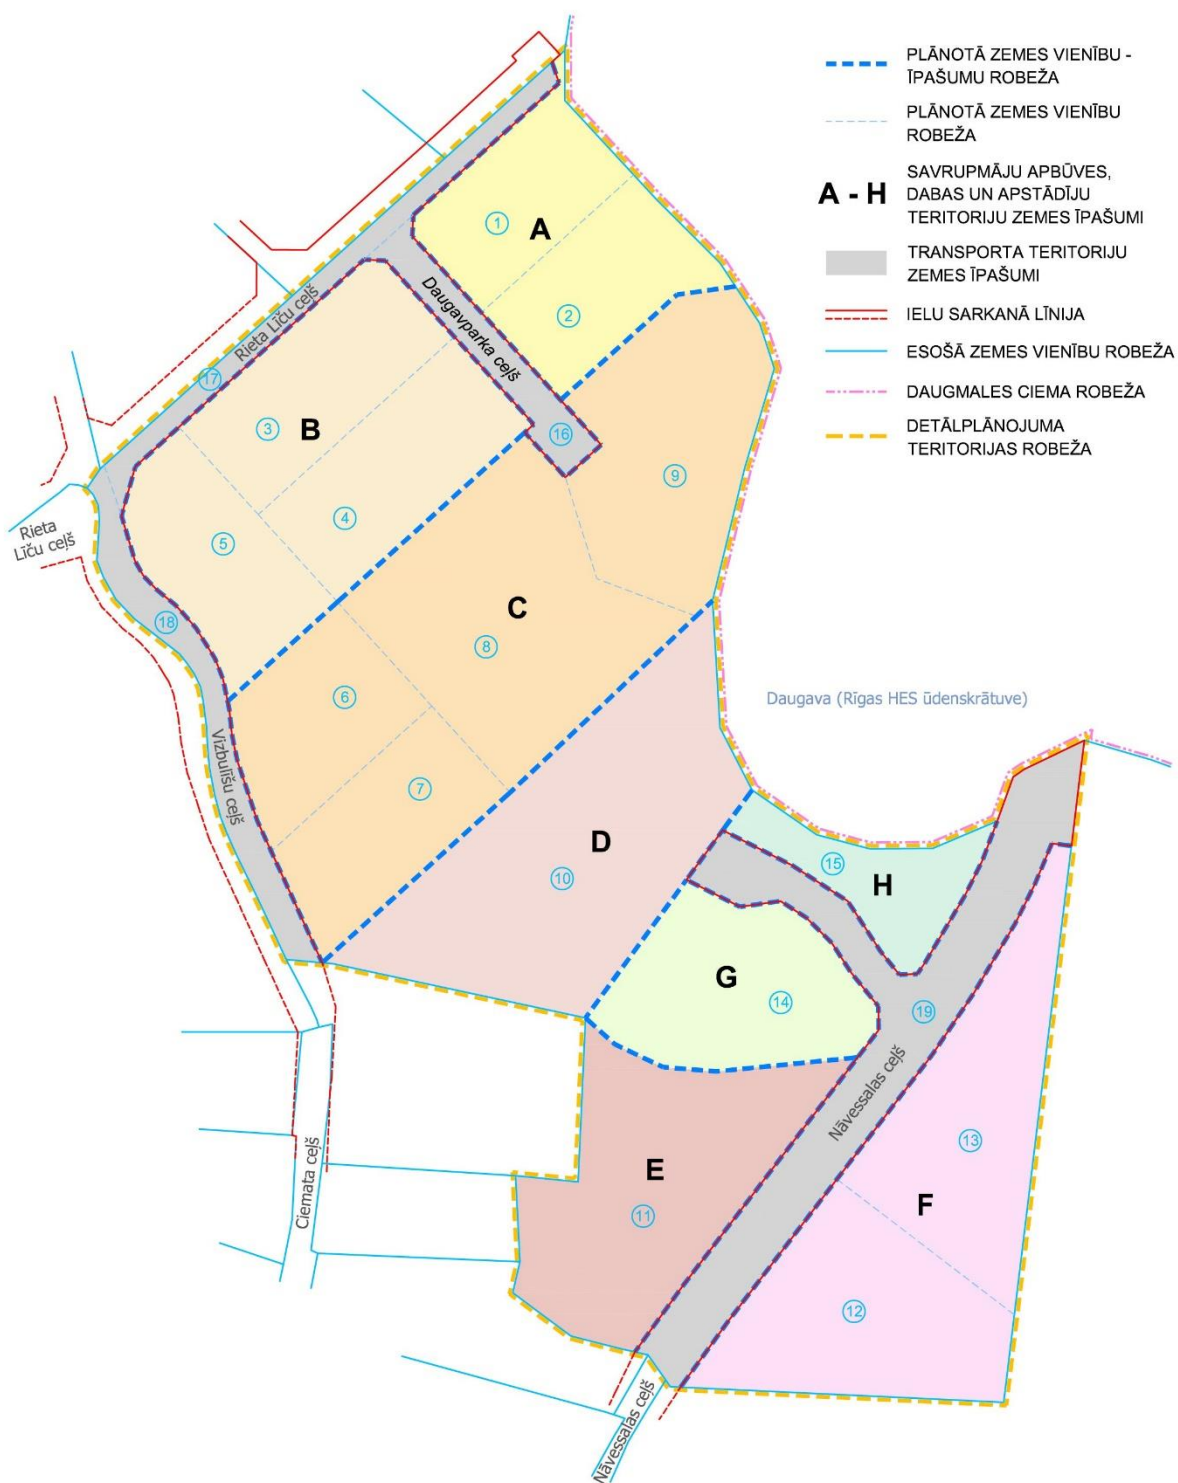 PLĀNOTĀ ZEMES VIENĪBU -
ĪPAŠUMU ROBEŽA
PLĀNOTĀ ZEMES VIENĪBU
ROBEŽA
A - H
SAVRUPMĀJU APBŪVES,
DABAS UN APSTĀDĪJU
TERITORIJU ZEMES ĪPAŠUMI
TRANSPORTA TERITORIJU
ZEMES ĪPAŠUMI
IELU SARKANĀ LĪNIJA
ESOŠĀ ZEMES VIENĪBU ROBEŽA
DAUGMALES CIEMA ROBEŽA
DETĀLPLĀNOJUMA
TERITORIJAS ROBEŽA
1
A
2
Rieta Līču ceļš
Daugavparka ceļš
17
3
B
16
9
4
5
Rieta
Līču ceļš
C
18
8
6
Daugava (Rīgas HES ūdenskrātuve)
Vizbulīšu ceļš
7
D
10
15
H
G
14
19
Nāvessalas ceļš
13
E
F
11
Ciemata ceļš
12
Nāvessalas ceļš